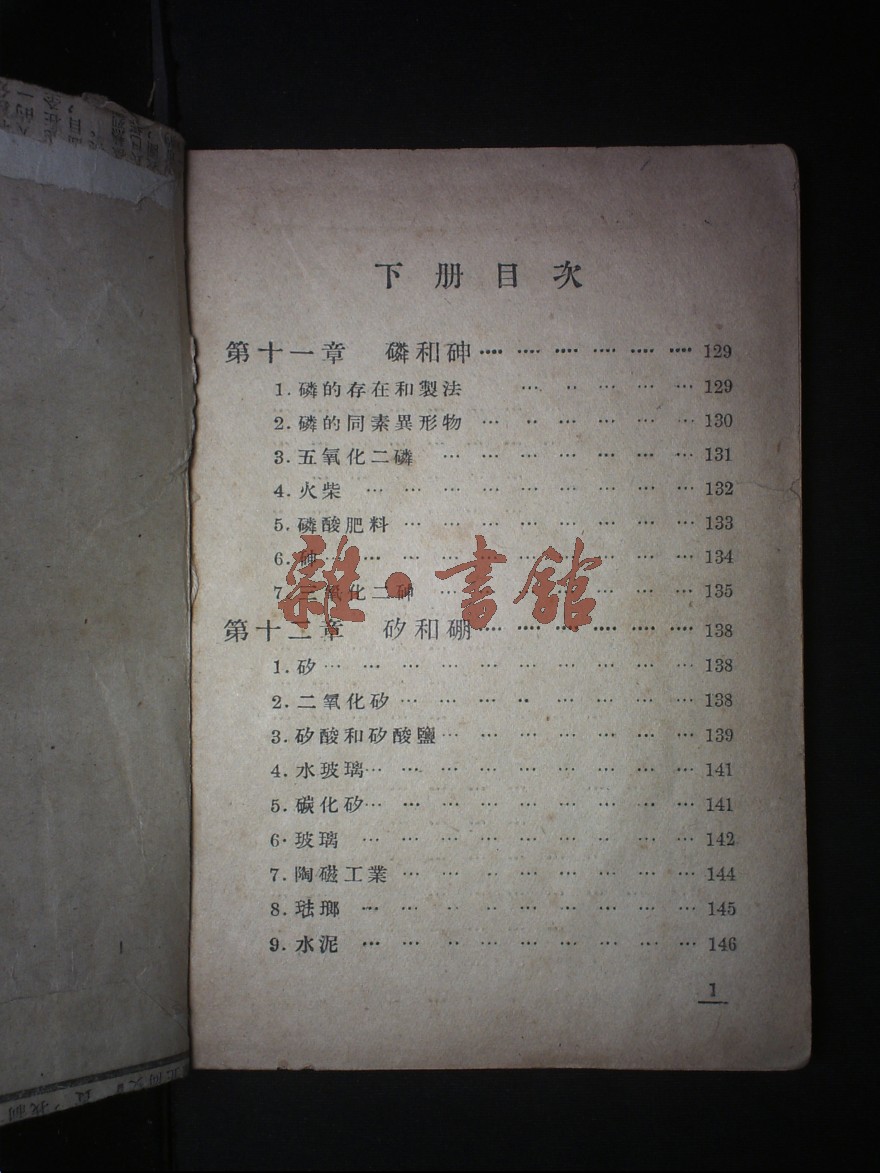 下册目次
第十一章 磷和砷 ···· ···· ···· ···· ···· ···· 129
1. 磷的存在和製法 ··· ·· ··· ··· ··· 129
2. 磷的同素異形物 ··· ·· ··· ··· ··· ··· 130
3. 五氧化二磷 ··· ··· ··· ··· ··· ··· ··· 131
4. 火柴 ··· ··· ··· ··· ··· ··· ··· ··· ··· 132
5. 磷酸肥料 ··· ··· ··· ··· ··· ··· ··· ··· 133
6. 砷 ··· ··· ··· ··· ··· ··· ··· ··· ··· 134
7. 三氧化二砷 ··· ··· ··· ··· ··· ··· ··· 135
雜·書館
第十二章 矽和硼 ···· ···· ···· ···· ···· ···· 138
1. 矽 ··· ··· ··· ··· ··· ··· ··· ··· ··· ··· 138
2. 二氧化矽 ··· ··· ··· ·· ··· ··· ··· ··· 138
3. 矽酸和矽酸鹽 ··· ··· ··· ··· ··· ··· ··· 139
4. 水玻璃 ··· ··· ··· ··· ··· ··· ··· ··· ··· 141
5. 碳化矽 ··· ··· ··· ··· ··· ··· ··· ··· ··· 141
6. 玻璃 ··· ··· ··· ··· ··· ··· ··· ··· ··· 142
7. 陶磁工業 ··· ··· ··· ··· ··· ··· ··· ··· 144
8. 琺瑯 ··· ··· ··· ·· ··· ··· ··· ··· ··· 145
9. 水泥 ··· ··· ·· ··· ··· ··· ··· ··· ··· 146
1